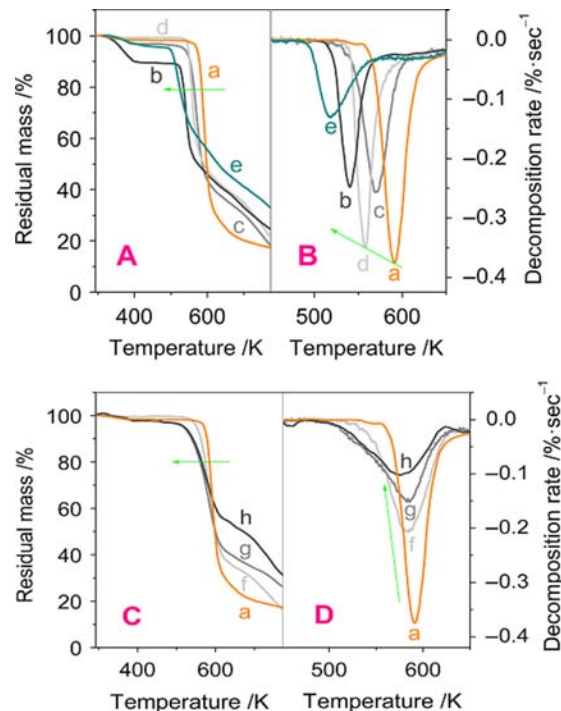 100
80
60
40
20
0
Residual mass /%
d
a
b
e
c
A
400
600
Temperature /K
0.0
−0.1
−0.2
−0.3
−0.4
Decomposition rate /%·sec⁻¹
e
b
c
d
a
B
500
600
Temperature /K
100
80
60
40
20
0
Residual mass /%
h
g
f
a
C
400
600
Temperature /K
0.0
−0.1
−0.2
−0.3
−0.4
Decomposition rate /%·sec⁻¹
h
g
f
a
D
500
600
Temperature /K